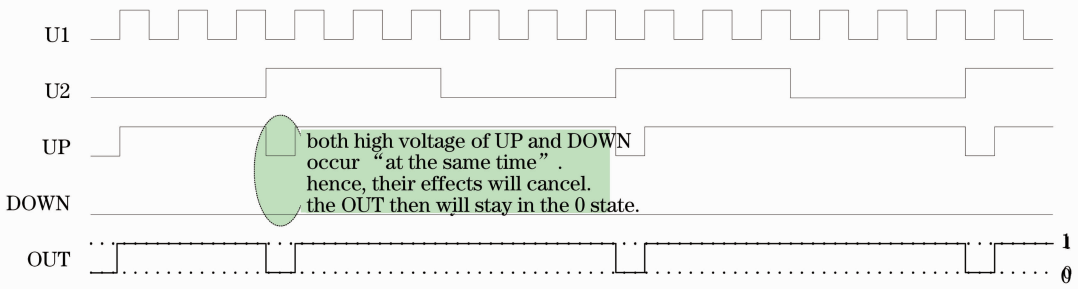 U1
U2
UP
both high voltage of UP and DOWN
occur “at the same time”.
hence, their effects will cancel.
the OUT then will stay in the 0 state.
DOWN
OUT
1
0